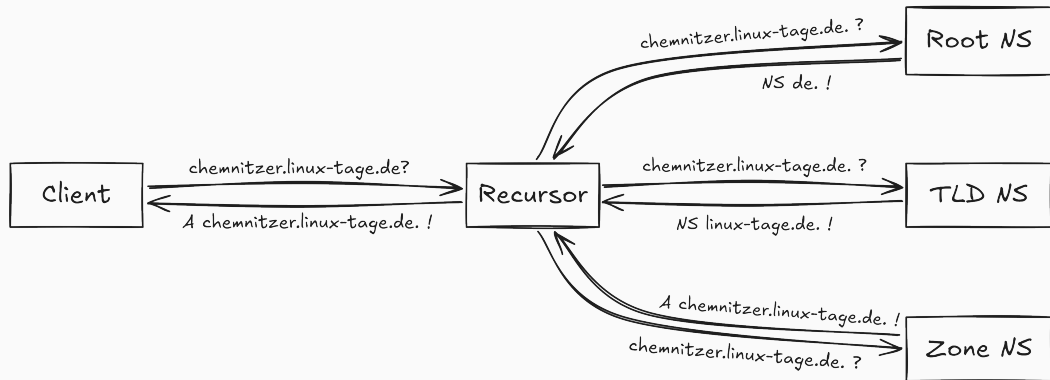 chemnitzer.linux-tage.de. ?
Root NS
NS de. !
Client
chemnitzer.linux-tage.de?
A chemnitzer.linux-tage.de. !
Recursor
chemnitzer.linux-tage.de. ?
NS linux-tage.de. !
TLD NS
A chemnitzer.linux-tage.de. !
chemnitzer.linux-tage.de. ?
Zone NS